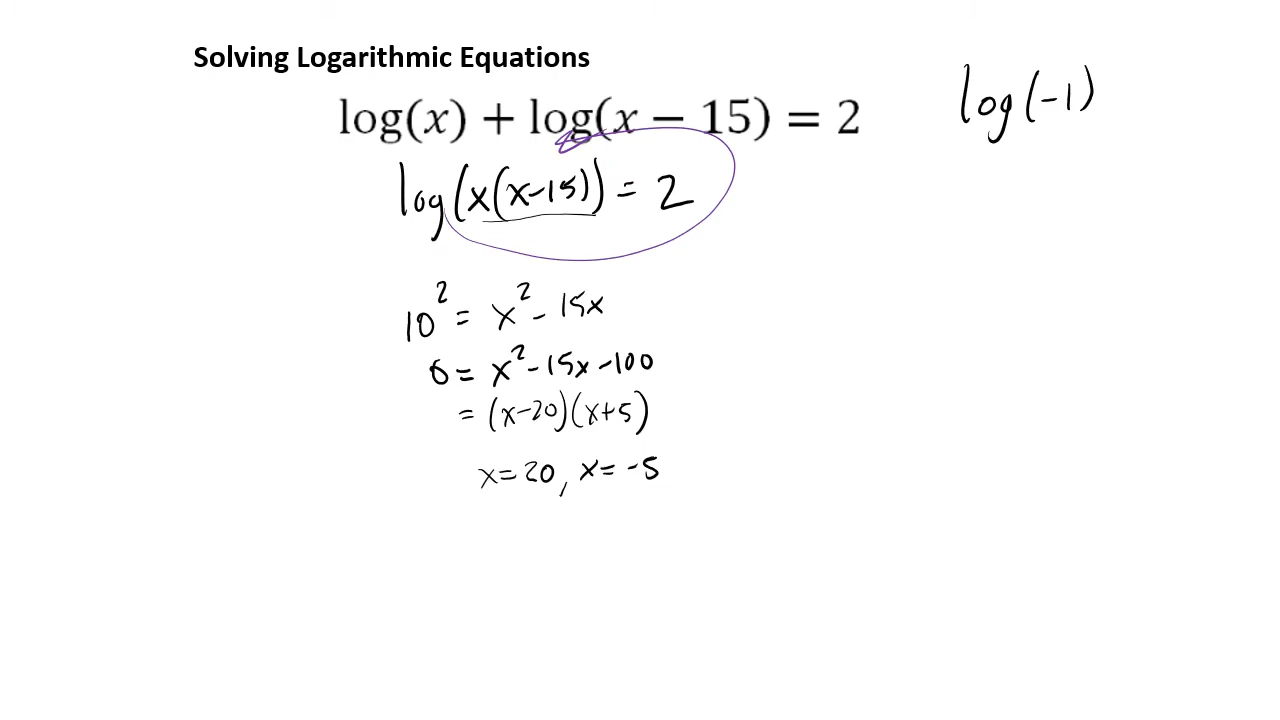 Solving Logarithmic Equations
log(x) + log(x − 15) = 2
log(-1)
log(x(x-15)) = 2
10² = x² - 15x
0 = x² - 15x - 100
= (x-20)(x+5)
x=20, x= -5